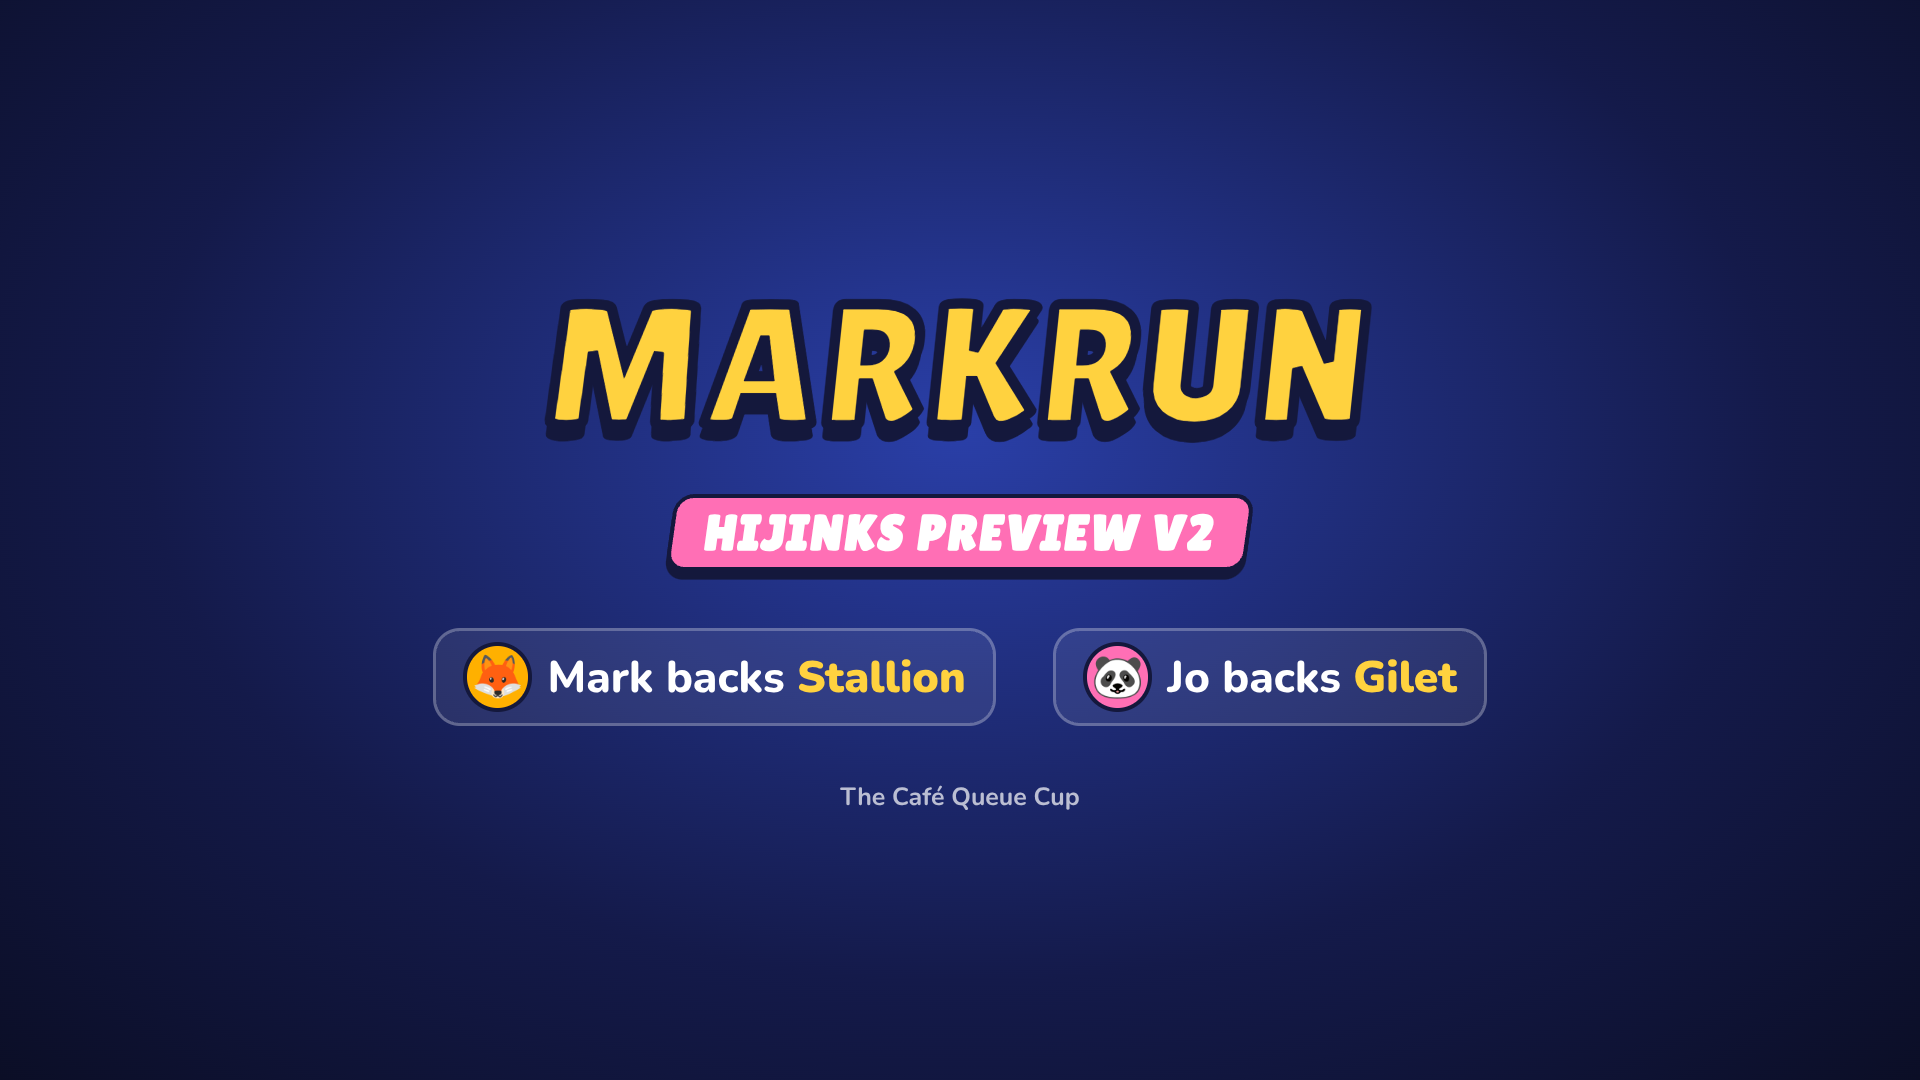 MARKRUN
HIJINKS PREVIEW V2
Mark backs Stallion
Jo backs Gilet
The Café Queue Cup